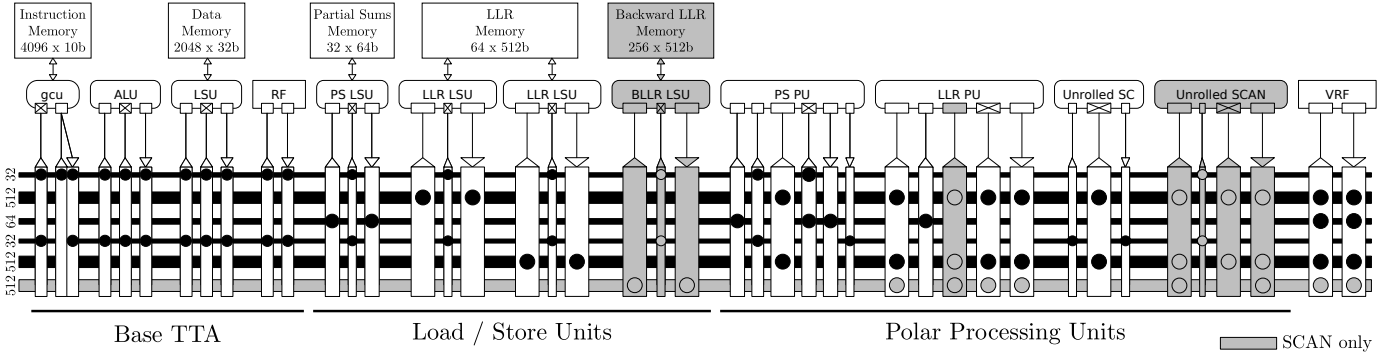 Instruction
Memory
4096 x 10b
Data
Memory
2048 x 32b
Partial Sums
Memory
32 x 64b
LLR
Memory
64 x 512b
Backward LLR
Memory
256 x 512b
gcu
ALU
LSU
RF
PS LSU
LLR LSU
LLR LSU
BLLR LSU
PS PU
LLR PU
Unrolled SC
Unrolled SCAN
VRF
32
512
64
32
512
512
Base TTA
Load / Store Units
Polar Processing Units
SCAN only